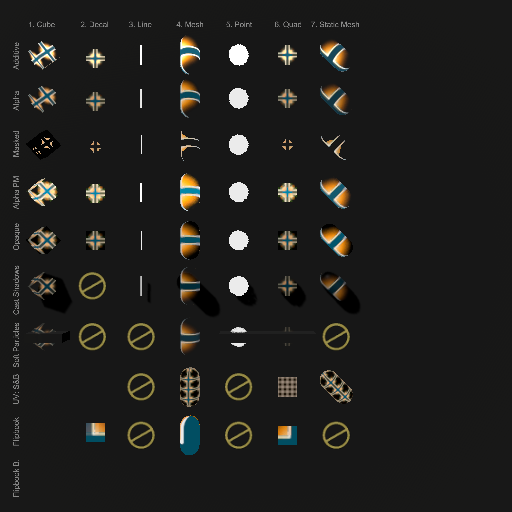 1. Cube 2. Decal 3. Line 4. Mesh 5. Point 6. Quad 7. Static Mesh
Additive
Alpha
Masked
Alpha PM
Opaque
Cast Shadows
Soft Particles
UV: S&B
Flipbook
Flipbook B.